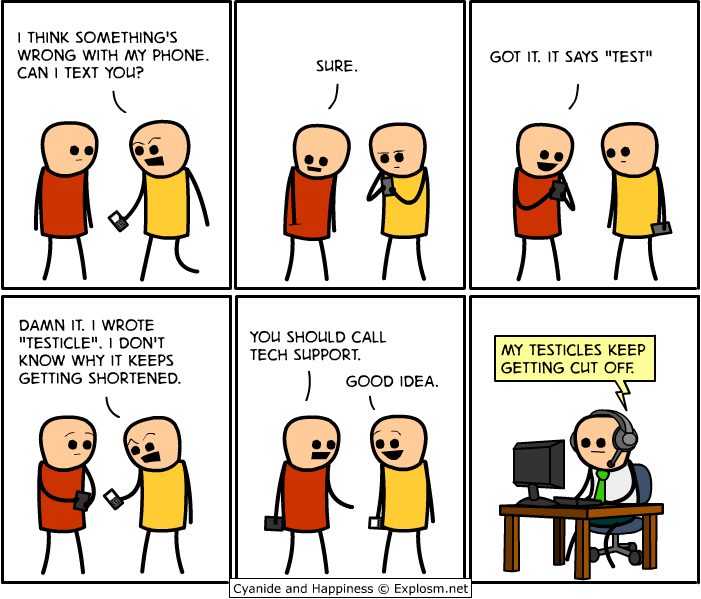 I THINK SOMETHING'S
WRONG WITH MY PHONE.
CAN I TEXT YOU?
SURE.
GOT IT. IT SAYS "TEST"
DAMN IT. I WROTE
"TESTICLE". I DON'T
KNOW WHY IT KEEPS
GETTING SHORTENED.
YOU SHOULD CALL
TECH SUPPORT.
GOOD IDEA.
MY TESTICLES KEEP
GETTING CUT OFF.
Cyanide and Happiness © Explosm.net